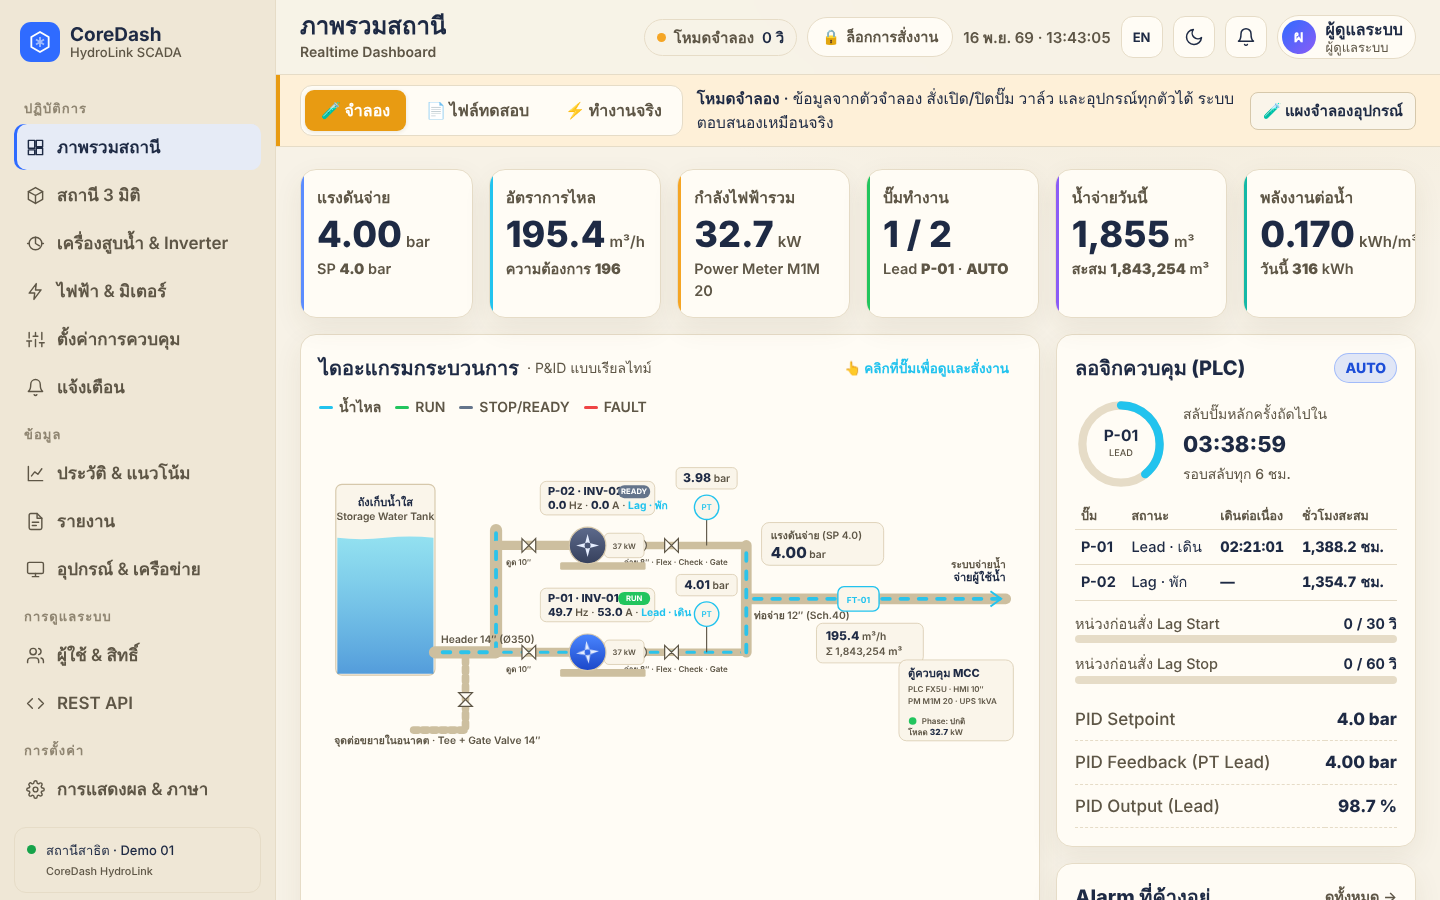 CoreDash
HydroLink SCADA
ปฏิบัติการ
ภาพรวมสถานี
สถานี 3 มิติ
เครื่องสูบน้ำ & Inverter
ไฟฟ้า & มิเตอร์
ตั้งค่าการควบคุม
แจ้งเตือน
ข้อมูล
ประวัติ & แนวโน้ม
รายงาน
อุปกรณ์ & เครือข่าย
การดูแลระบบ
ผู้ใช้ & สิทธิ์
REST API
การตั้งค่า
การแสดงผล & ภาษา
สถานีสาธิต · Demo 01
CoreDash HydroLink
ภาพรวมสถานี
Realtime Dashboard
โหมดจำลอง 0 วิ
ล็อกการสั่งงาน
16 พ.ย. 69 · 13:43:05
EN
ผ
ผู้ดูแลระบบ
ผู้ดูแลระบบ
จำลอง
ไฟล์ทดสอบ
ทำงานจริง
โหมดจำลอง · ข้อมูลจากตัวจำลอง สั่งเปิด/ปิดปั๊ม วาล์ว และอุปกรณ์ทุกตัวได้ ระบบ
ตอบสนองเหมือนจริง
แผงจำลองอุปกรณ์
แรงดันจ่าย
4.00 bar
SP 4.0 bar
อัตราการไหล
195.4 m³/h
ความต้องการ 196
กำลังไฟฟ้ารวม
32.7 kW
Power Meter M1M
20
ปั๊มทำงาน
1 / 2
Lead P-01 · AUTO
น้ำจ่ายวันนี้
1,855 m³
สะสม 1,843,254 m³
พลังงานต่อน้ำ
0.170 kWh/m³
วันนี้ 316 kWh
ไดอะแกรมกระบวนการ · P&ID แบบเรียลไทม์
คลิกที่ปั๊มเพื่อดูและสั่งงาน
น้ำไหล
RUN
STOP/READY
FAULT
ถังเก็บน้ำใส
Storage Water Tank
P-02 · INV-02
READY
0.0 Hz · 0.0 A · Lag · พัก
3.98 bar
PT
37 kW
ดูด 10"
จ่าย 8" · Flex · Check · Gate
แรงดันจ่าย (SP 4.0)
4.00 bar
P-01 · INV-01
RUN
49.7 Hz · 53.0 A · Lead · เดิน
4.01 bar
PT
ระบบจ่ายน้ำ
จ่ายผู้ใช้น้ำ
FT-01
ท่อจ่าย 12" (Sch.40)
195.4 m³/h
Σ 1,843,254 m³
Header 14" (Ø350)
37 kW
ดูด 10"
จ่าย 8" · Flex · Check · Gate
ตู้ควบคุม MCC
PLC FX5U · HMI 10"
PM M1M 20 · UPS 1kVA
Phase: ปกติ
โหลด 32.7 kW
จุดต่อขยายในอนาคต · Tee + Gate Valve 14"
ลอจิกควบคุม (PLC)
AUTO
P-01
LEAD
สลับปั๊มหลักครั้งถัดไปใน
03:38:59
รอบสลับทุก 6 ชม.
ปั๊ม สถานะ เดินต่อเนื่อง ชั่วโมงสะสม
P-01 Lead · เดิน 02:21:01 1,388.2 ชม.
P-02 Lag · พัก — 1,354.7 ชม.
หน่วงก่อนสั่ง Lag Start 0 / 30 วิ
หน่วงก่อนสั่ง Lag Stop 0 / 60 วิ
PID Setpoint 4.0 bar
PID Feedback (PT Lead) 4.00 bar
PID Output (Lead) 98.7 %
Alarm ที่ค้างอยู่
ดูทั้งหมด →